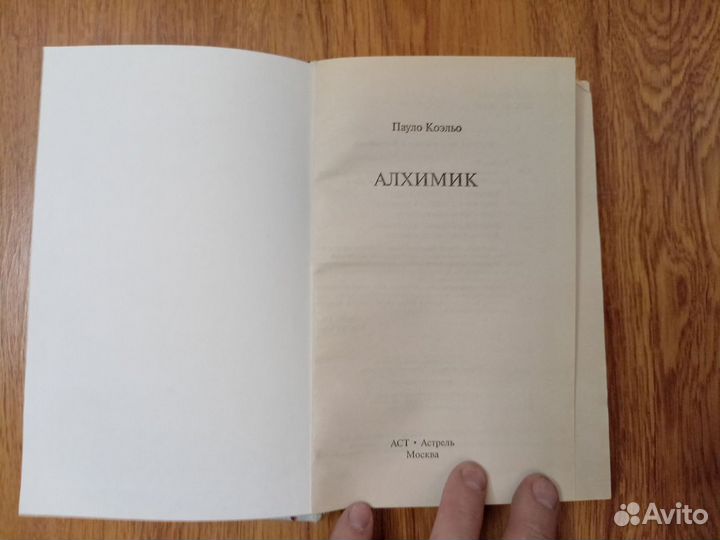 Пауло Коэльо
АЛХИМИК
АСТ • Астрель
Москва
Avito